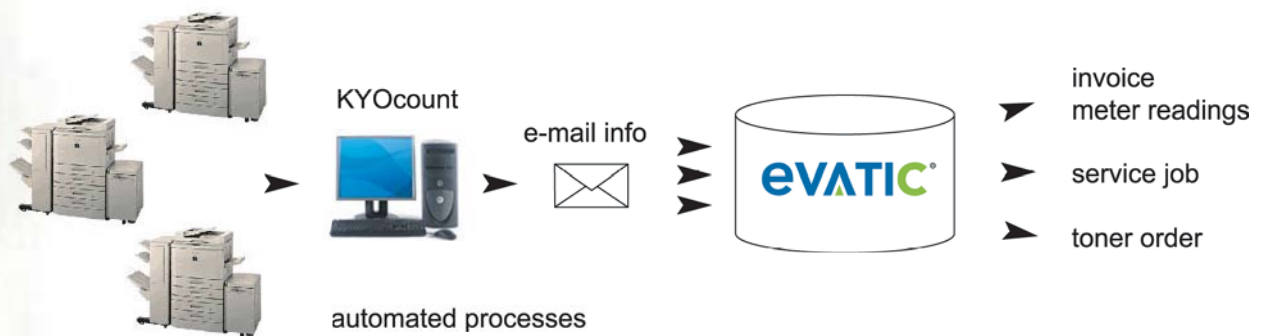 KYOcount
e-mail info
eVATIC®
invoice
meter readings
service job
toner order
automated processes